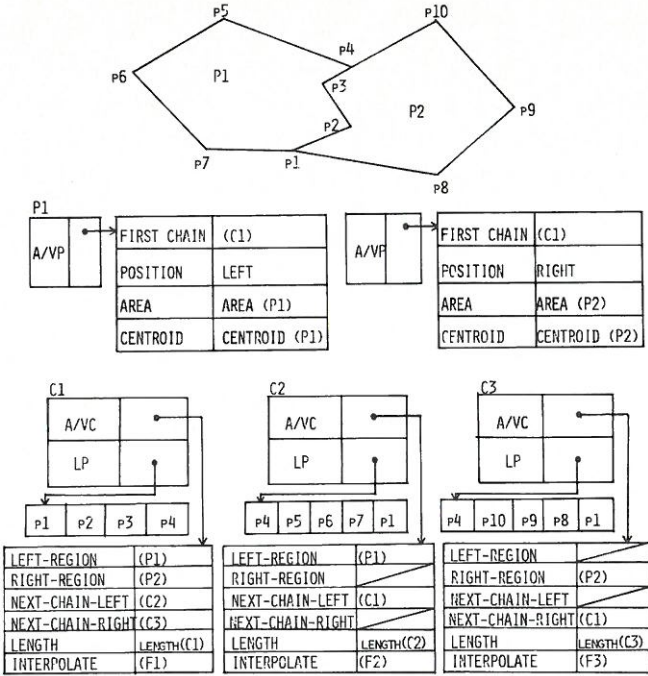 P5
P10
P4
P6
P1
P3
P2
P9
P2
P7
P1
P8
P1
A/VP
FIRST CHAIN (C1)
POSITION LEFT
AREA AREA (P1)
CENTROID CENTROID (P1)
A/VP
FIRST CHAIN (C1)
POSITION RIGHT
AREA AREA (P2)
CENTROID CENTROID (P2)
C1
A/VC
LP
P1 P2 P3 P4
LEFT-REGION (P1)
RIGHT-REGION (P2)
NEXT-CHAIN-LEFT (C2)
NEXT-CHAIN-RIGHT (C3)
LENGTH LENGTH(C1)
INTERPOLATE (F1)
C2
A/VC
LP
P4 P5 P6 P7 P1
LEFT-REGION (P1)
RIGHT-REGION
NEXT-CHAIN-LEFT (C1)
NEXT-CHAIN-RIGHT
LENGTH LENGTH(C2)
INTERPOLATE (F2)
C3
A/VC
LP
P4 P10 P9 P8 P1
LEFT-REGION
RIGHT-REGION (P2)
NEXT-CHAIN-LEFT
NEXT-CHAIN-RIGHT (C1)
LENGTH LENGTH(C3)
INTERPOLATE (F3)